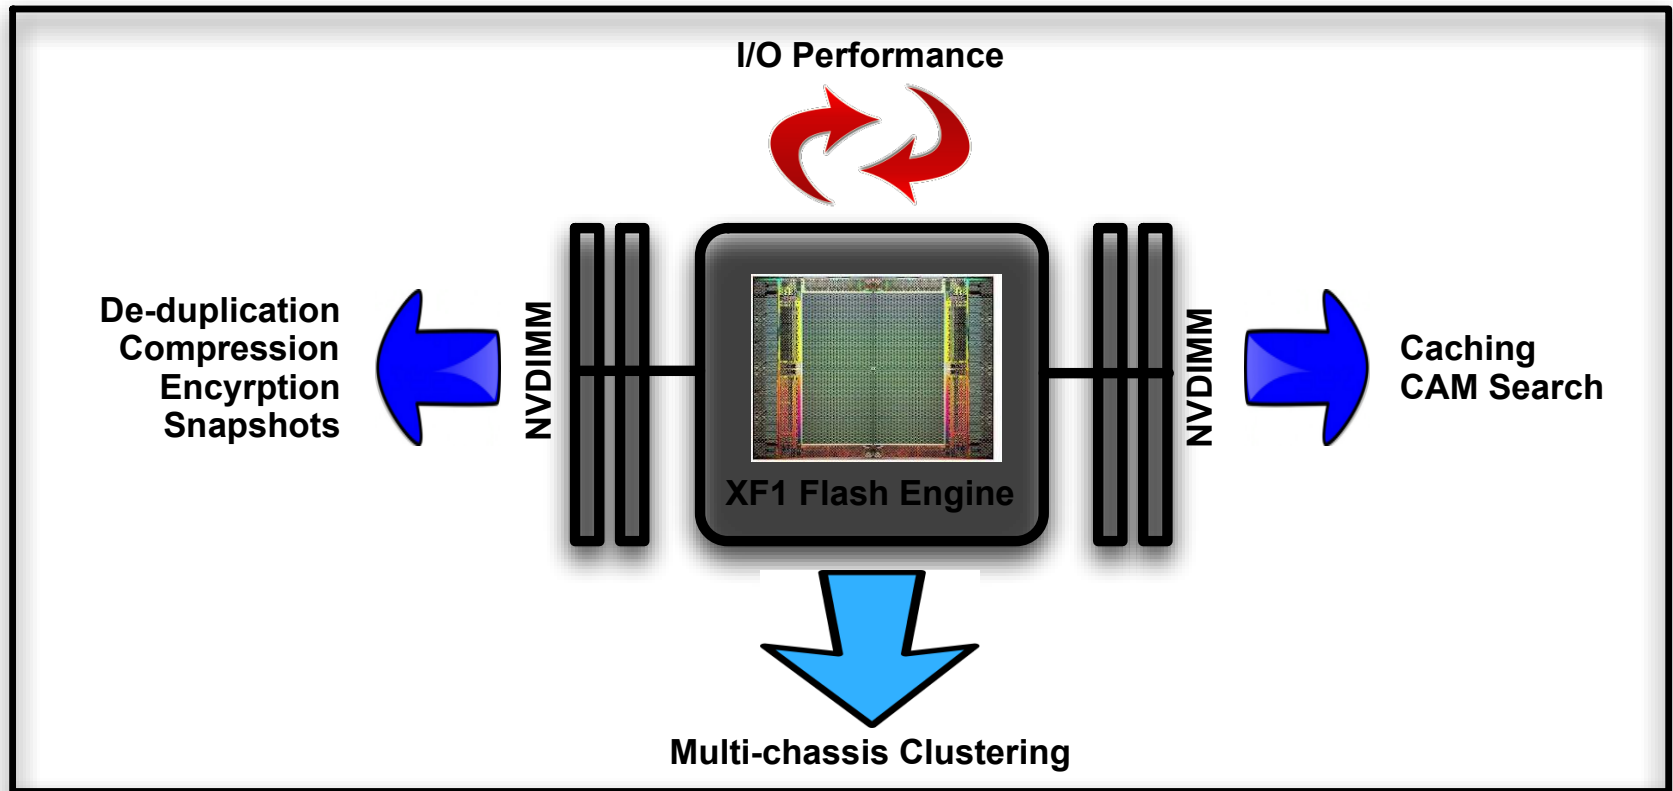 I/O Performance
De-duplication
Compression
Encyrption
Snapshots
NVDIMM
XF1 Flash Engine
NVDIMM
Caching
CAM Search
Multi-chassis Clustering